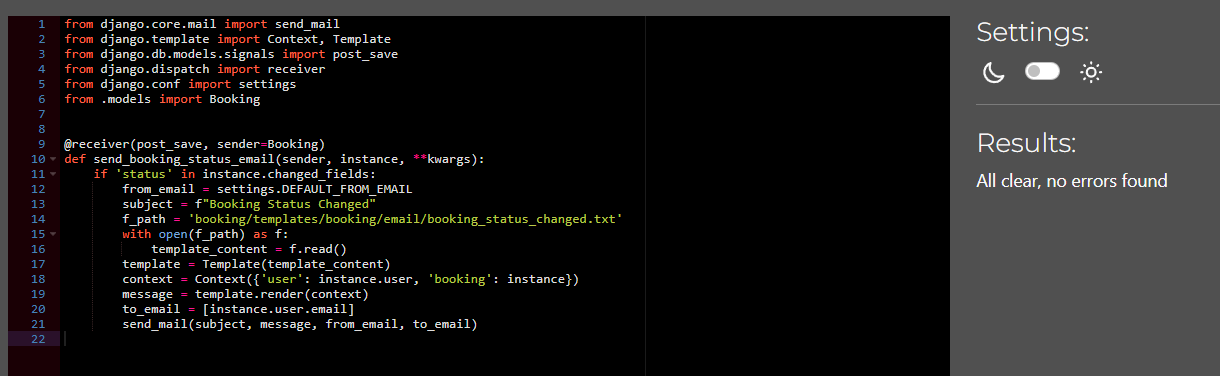 1 from django.core.mail import send_mail
2 from django.template import Context, Template
3 from django.db.models.signals import post_save
4 from django.dispatch import receiver
5 from django.conf import settings
6 from .models import Booking
7
8
9 @receiver(post_save, sender=Booking)
10 def send_booking_status_email(sender, instance, **kwargs):
11     if 'status' in instance.changed_fields:
12         from_email = settings.DEFAULT_FROM_EMAIL
13         subject = f"Booking Status Changed"
14         f_path = 'booking/templates/booking/email/booking_status_changed.txt'
15         with open(f_path) as f:
16             template_content = f.read()
17         template = Template(template_content)
18         context = Context({'user': instance.user, 'booking': instance})
19         message = template.render(context)
20         to_email = [instance.user.email]
21         send_mail(subject, message, from_email, to_email)
22
Settings:
Results:
All clear, no errors found